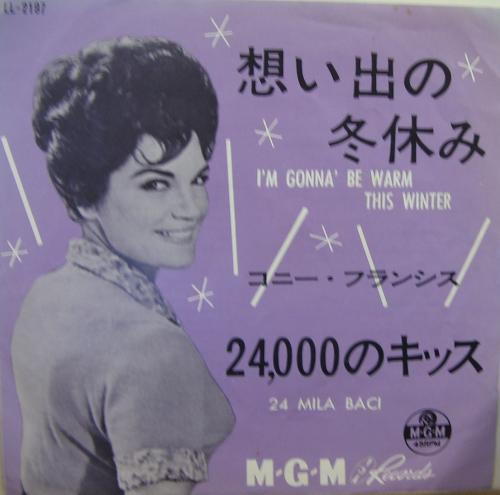 LL-2187
想い出の
冬休み
I'M GONNA' BE WARM
THIS WINTER
コニー・フランシス
24,000のキッス
24 MILA BACI
M-G-M
45RPM
M-G-M Records